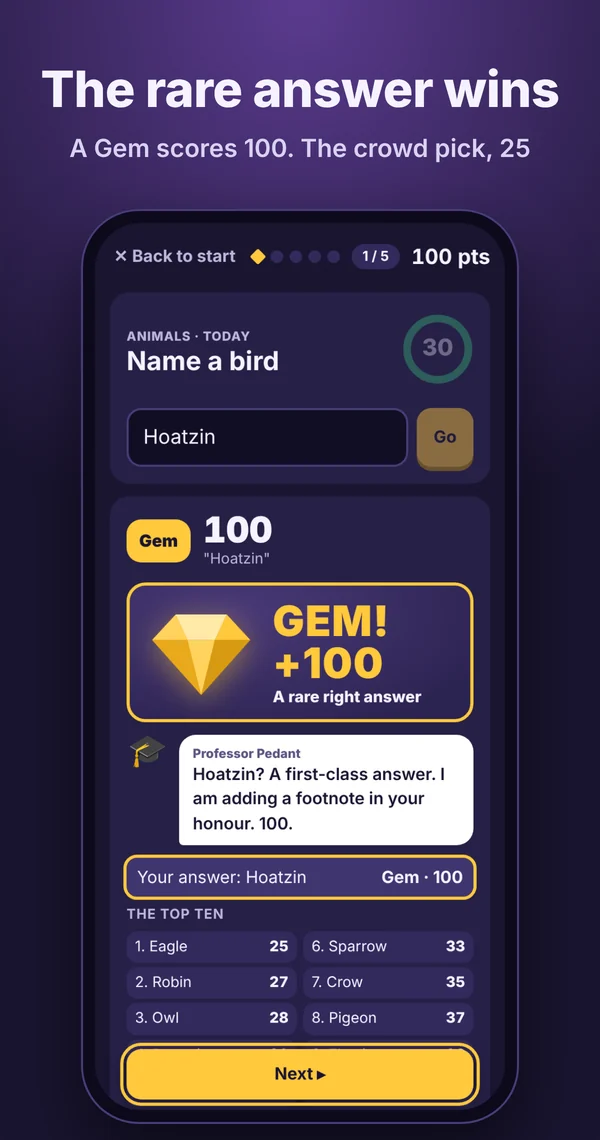 The rare answer wins
A Gem scores 100. The crowd pick, 25
✕ Back to start 1 / 5 100 pts
ANIMALS · TODAY
Name a bird
30
Hoatzin
Go
Gem
100
"Hoatzin"
GEM!
+100
A rare right answer
Professor Pedant
Hoatzin? A first-class answer. I
am adding a footnote in your
honour. 100.
Your answer: Hoatzin Gem · 100
THE TOP TEN
1. Eagle 25
6. Sparrow 33
2. Robin 27
7. Crow 35
3. Owl 28
8. Pigeon 37
Next ▸